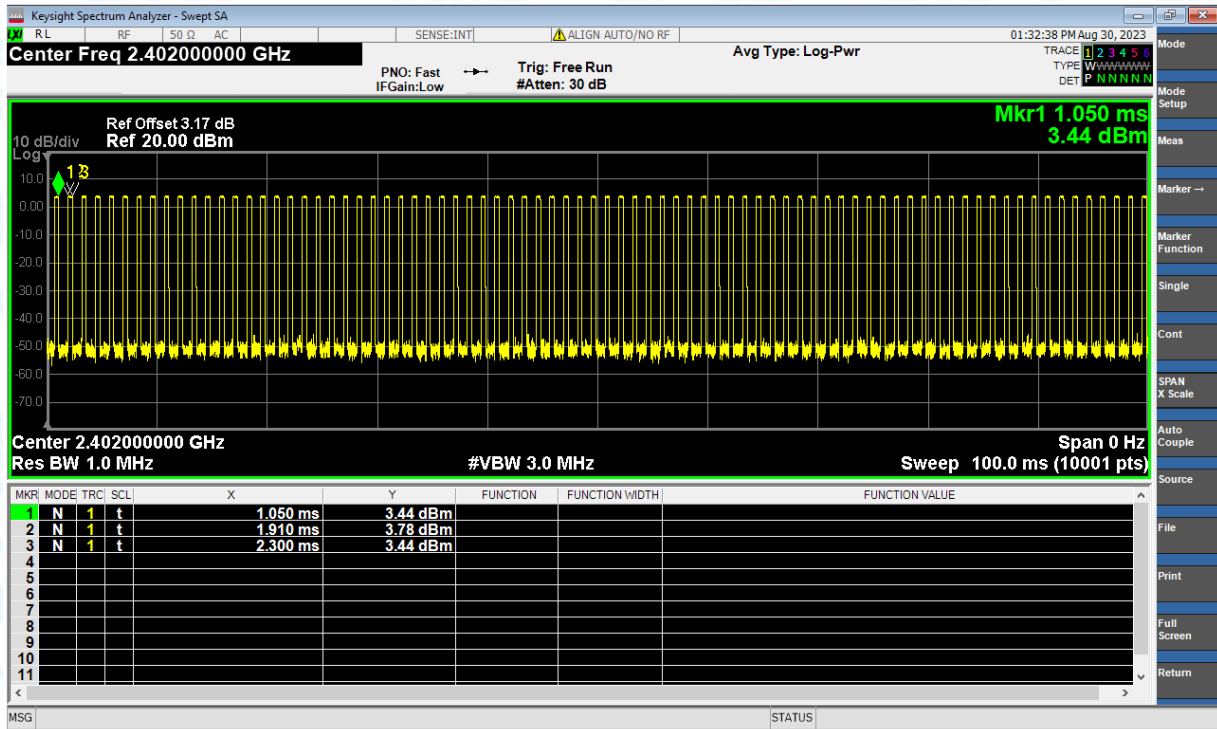 Keysight Spectrum Analyzer - Swept SA
LXI RL RF 50 Ω AC SENSE:INT ALIGN AUTO/NO RF 01:32:38 PM Aug 30, 2023
Center Freq 2.402000000 GHz Avg Type: Log-Pwr TRACE 1 2 3 4 5 6
PNO: Fast Trig: Free Run TYPE WWWWWW
IFGain:Low #Atten: 30 dB DET P N N N N N
Mkr1 1.050 ms
Ref Offset 3.17 dB
10 dB/div Ref 20.00 dBm 3.44 dBm
Log
1 2 3
10.0
0.00
-10.0
-20.0
-30.0
-40.0
-50.0
-60.0
-70.0
Center 2.402000000 GHz Span 0 Hz
Res BW 1.0 MHz #VBW 3.0 MHz Sweep 100.0 ms (10001 pts)
MKR MODE TRC SCL X Y FUNCTION FUNCTION WIDTH FUNCTION VALUE
1 N 1 t 1.050 ms 3.44 dBm
2 N 1 t 1.910 ms 3.78 dBm
3 N 1 t 2.300 ms 3.44 dBm
4
5
6
7
8
9
10
11
MSG STATUS
Mode
Mode
Setup
Meas
Marker →
Marker
Function
Single
Cont
SPAN
X Scale
Auto
Couple
Source
File
Print
Full
Screen
Return